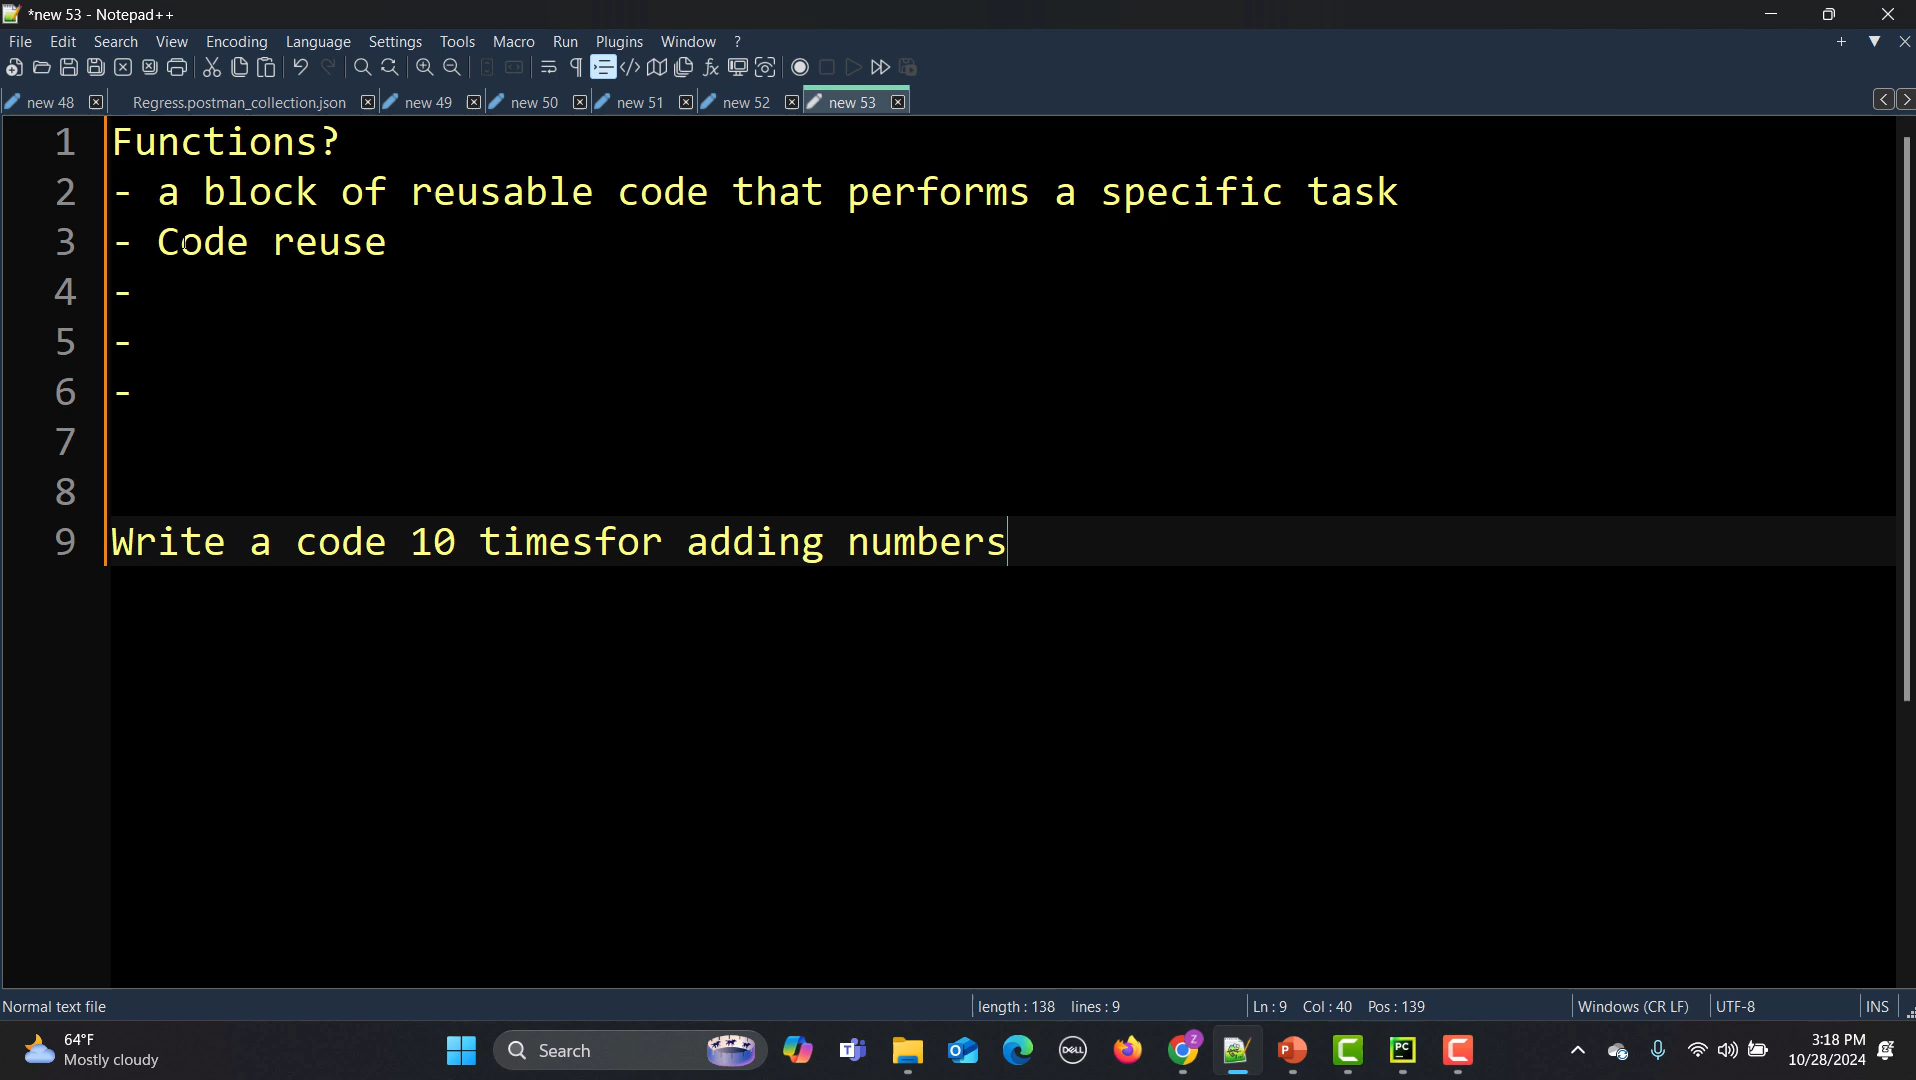 *new 53 - Notepad++
File Edit Search View Encoding Language Settings Tools Macro Run Plugins Window ?
new 48 Regress.postman_collection.json new 49 new 50 new 51 new 52 new 53
1 Functions?
2 - a block of reusable code that performs a specific task
3 - Code reuse
4 -
5 -
6 -
7
8
9 Write a code 10 timesfor adding numbers
Normal text file length : 138 lines : 9 Ln : 9 Col : 40 Pos : 139 Windows (CR LF) UTF-8 INS
64°F
Mostly cloudy
Search
DELL
PC
3:18 PM
10/28/2024